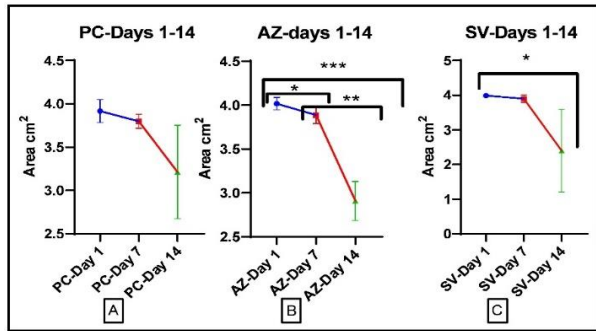 PC-Days 1-14
Area cm²
4.5
4.0
3.5
3.0
2.5
PC-Day 1
PC-Day 7
PC-Day 14
A
AZ-days 1-14
Area cm²
4.5
4.0
3.5
3.0
2.5
***
*
**
AZ-Day 1
AZ-Day 7
AZ-Day 14
B
SV-Days 1-14
Area cm²
5
4
3
2
1
0
*
SV-Day 1
SV-Day 7
SV-Day 14
C